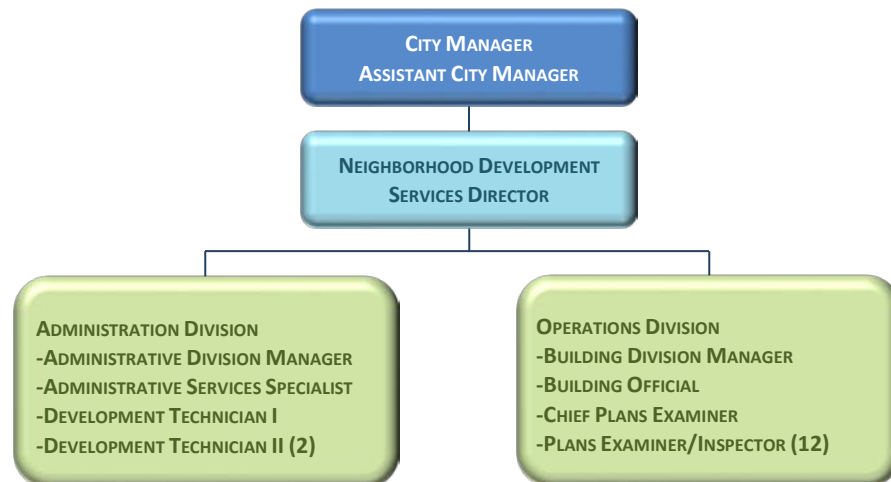 CITY MANAGER
ASSISTANT CITY MANAGER
NEIGHBORHOOD DEVELOPMENT
SERVICES DIRECTOR
ADMINISTRATION DIVISION
-ADMINISTRATIVE DIVISION MANAGER
-ADMINISTRATIVE SERVICES SPECIALIST
-DEVELOPMENT TECHNICIAN I
-DEVELOPMENT TECHNICIAN II (2)
OPERATIONS DIVISION
-BUILDING DIVISION MANAGER
-BUILDING OFFICIAL
-CHIEF PLANS EXAMINER
-PLANS EXAMINER/INSPECTOR (12)